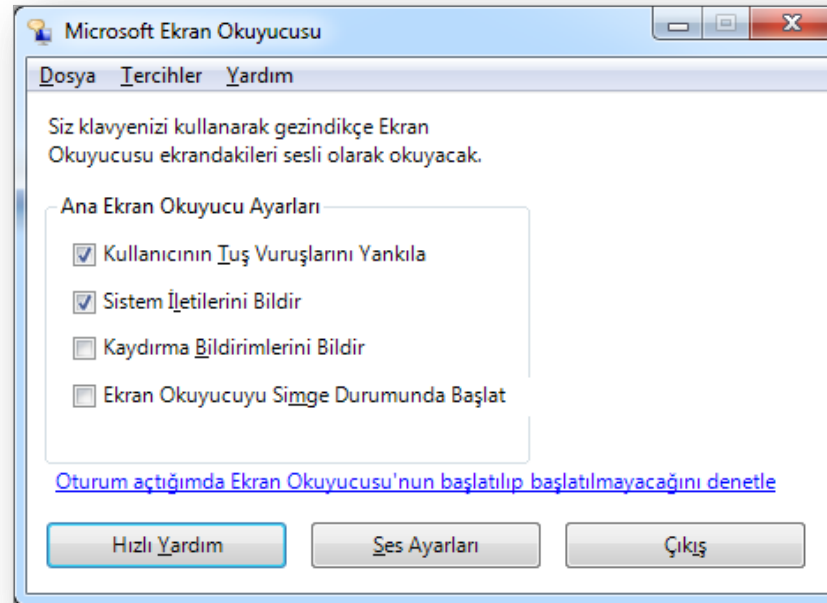 Microsoft Ekran Okuyucusu
Dosya Tercihler Yardım
Siz klavyenizi kullanarak gezindikçe Ekran
Okuyucusu ekrandakileri sesli olarak okuyacak.
Ana Ekran Okuyucu Ayarları
Kullanıcının Tuş Vuruşlarını Yankıla
Sistem İletilerini Bildir
Kaydırma Bildirimlerini Bildir
Ekran Okuyucuyu Simge Durumunda Başlat
Oturum açtığımda Ekran Okuyucusu'nun başlatılıp başlatılmayacağını denetle
Hızlı Yardım Ses Ayarları Çıkış